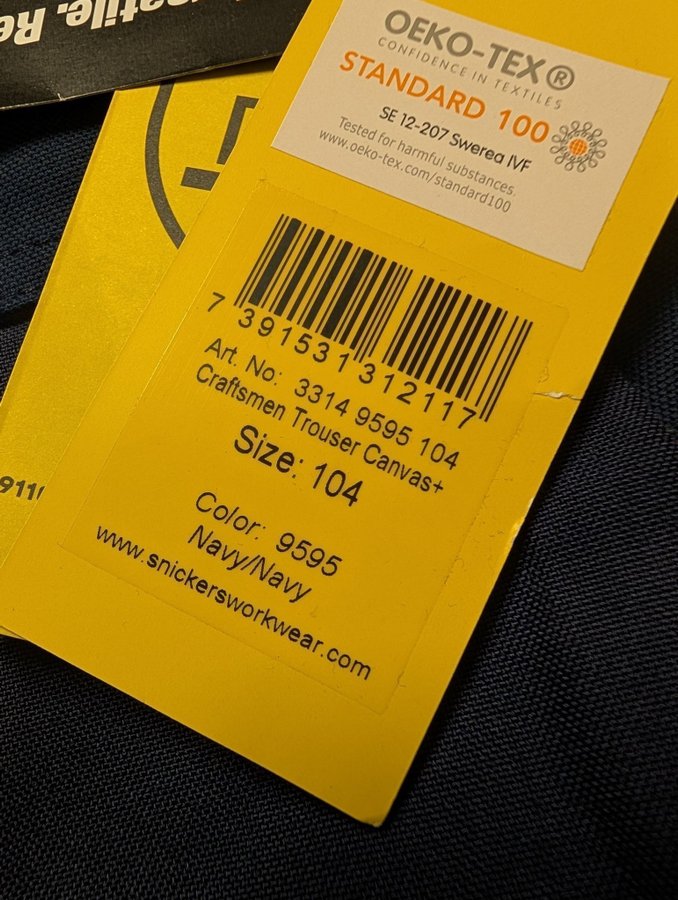 OEKO-TEX®
CONFIDENCE IN TEXTILES
STANDARD 100
SE 12-207 Swerea IVF
Tested for harmful substances.
www.oeko-tex.com/standard100
7 391531 312117
Art. No: 3314 9595 104
Craftsmen Trouser Canvas+
Size: 104
Color: 9595
Navy/Navy
www.snickersworkwear.com